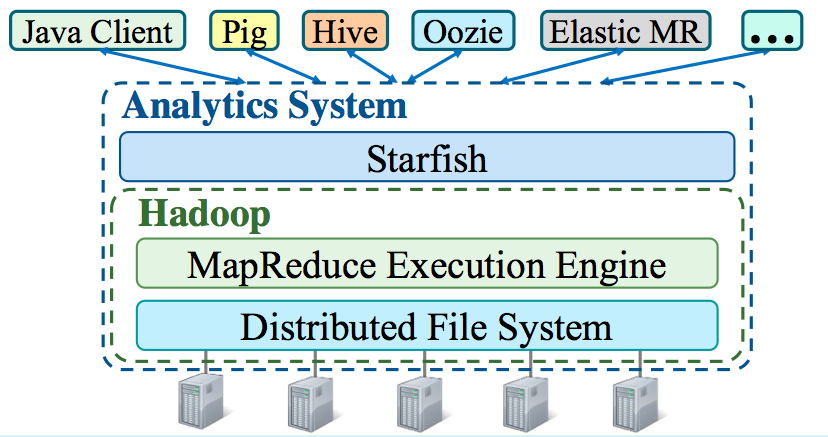 Java Client
Pig
Hive
Oozie
Elastic MR
...
Analytics System
Starfish
Hadoop
MapReduce Execution Engine
Distributed File System